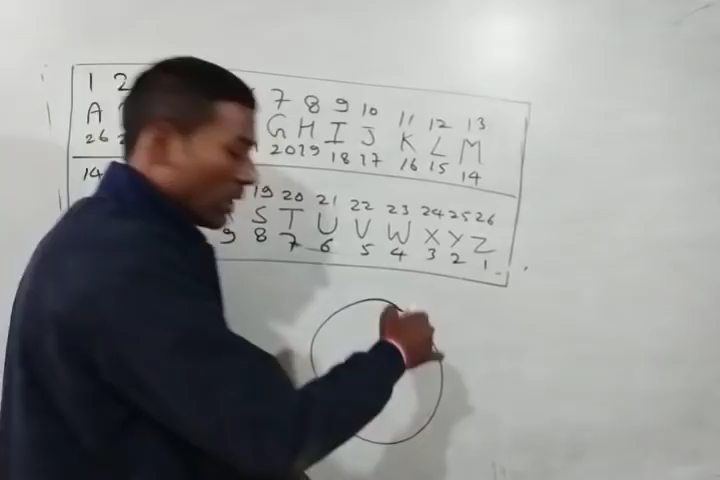 1 2 7 8 9 10 11 12 13
A G H I J K L M
26 20 19 18 17 16 15 14
14 19 20 21 22 23 24 25 26
S T U V W X Y Z
9 8 7 6 5 4 3 2 1